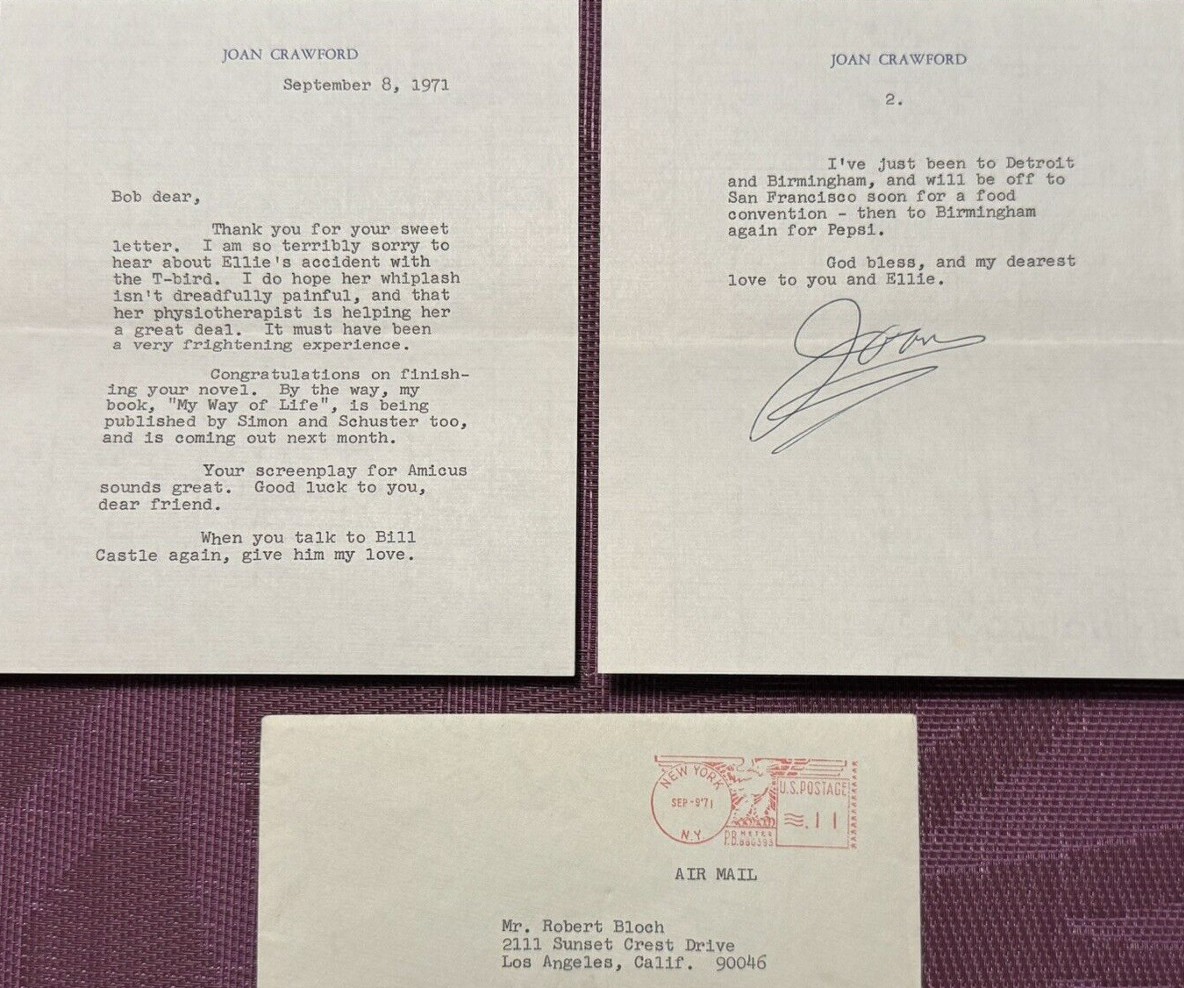 JOAN CRAWFORD
September 8, 1971
Bob dear,
Thank you for your sweet
letter. I am so terribly sorry to
hear about Ellie's accident with
the T-bird. I do hope her whiplash
isn't dreadfully painful, and that
her physiotherapist is helping her
a great deal. It must have been
a very frightening experience.
Congratulations on finish-
ing your novel. By the way, my
book, "My Way of Life", is being
published by Simon and Schuster too,
and is coming out next month.
Your screenplay for Amicus
sounds great. Good luck to you,
dear friend.
When you talk to Bill
Castle again, give him my love.
JOAN CRAWFORD
2.
I've just been to Detroit
and Birmingham, and will be off to
San Francisco soon for a food
convention - then to Birmingham
again for Pepsi.
God bless, and my dearest
love to you and Ellie.
Joan
NEW YORK
SEP-9'71
N.Y.
U.S.POSTAGE
.11
P.B. METER
AIR MAIL
Mr. Robert Bloch
2111 Sunset Crest Drive
Los Angeles, Calif. 90046